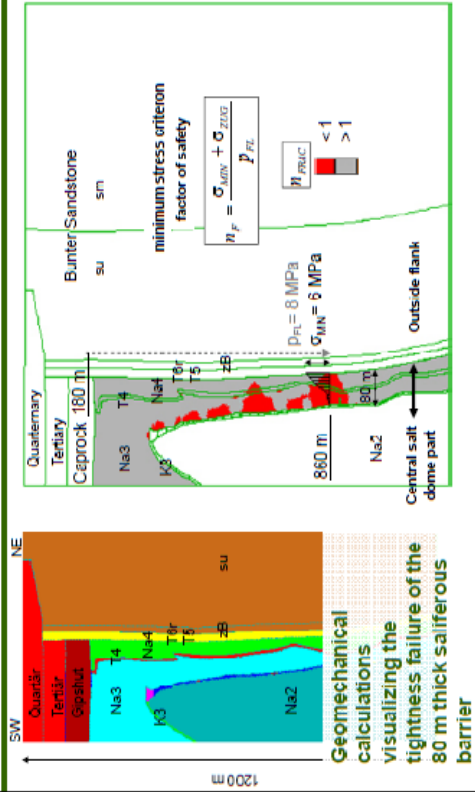 SW
NE
Quartär
Tertiär
Gipshut
T4
Na3
Na4
T6r
T5
K3
zB
su
Na2
1200 m
Geomechanical
calculations
visualizing the
tightness failure of the
80 m thick saliferous
barrier
Quarternary
Tertiary
Caprock 180 m
Bunter Sandstone
su
sm
T4
Na3
Na4
T6r
T5
K3
zB
minimum stress criterion
factor of safety
n_F = (σ_MIN + σ_ZUG) / p_FL
n_FRIC
< 1
> 1
p_FL = 8 MPa
σ_MIN = 6 MPa
860 m
80 m
Na2
Central salt
dome part
Outside flank